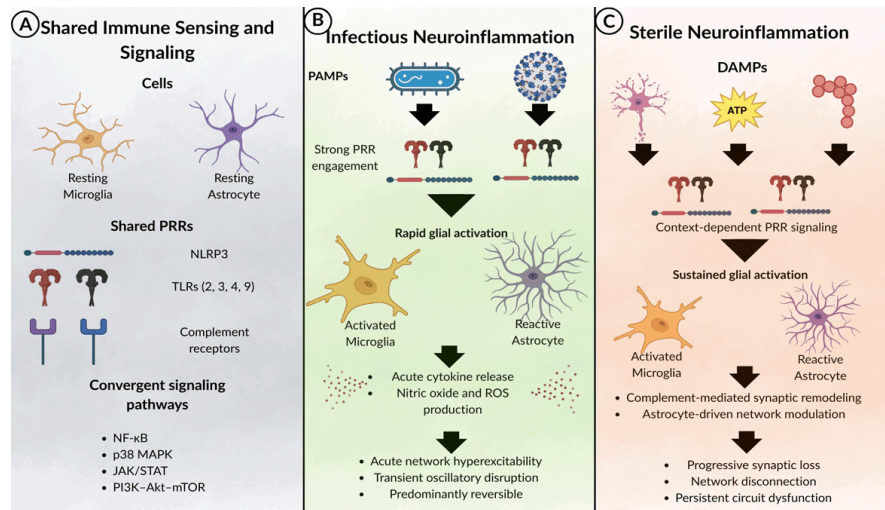 A
Shared Immune Sensing and
Signaling
Cells
Resting
Microglia
Resting
Astrocyte
Shared PRRs
NLRP3
TLRs (2, 3, 4, 9)
Complement
receptors
Convergent signaling
pathways
• NF-κB
• p38 MAPK
• JAK/STAT
• PI3K–Akt–mTOR
B
Infectious Neuroinflammation
PAMPs
Strong PRR
engagement
Rapid glial activation
Activated
Microglia
Reactive
Astrocyte
• Acute cytokine release
• Nitric oxide and ROS
production
• Acute network hyperexcitability
• Transient oscillatory disruption
• Predominantly reversible
C
Sterile Neuroinflammation
DAMPs
ATP
Context-dependent PRR signaling
Sustained glial activation
Activated
Microglia
Reactive
Astrocyte
• Complement-mediated synaptic remodeling
• Astrocyte-driven network modulation
• Progressive synaptic loss
• Network disconnection
• Persistent circuit dysfunction